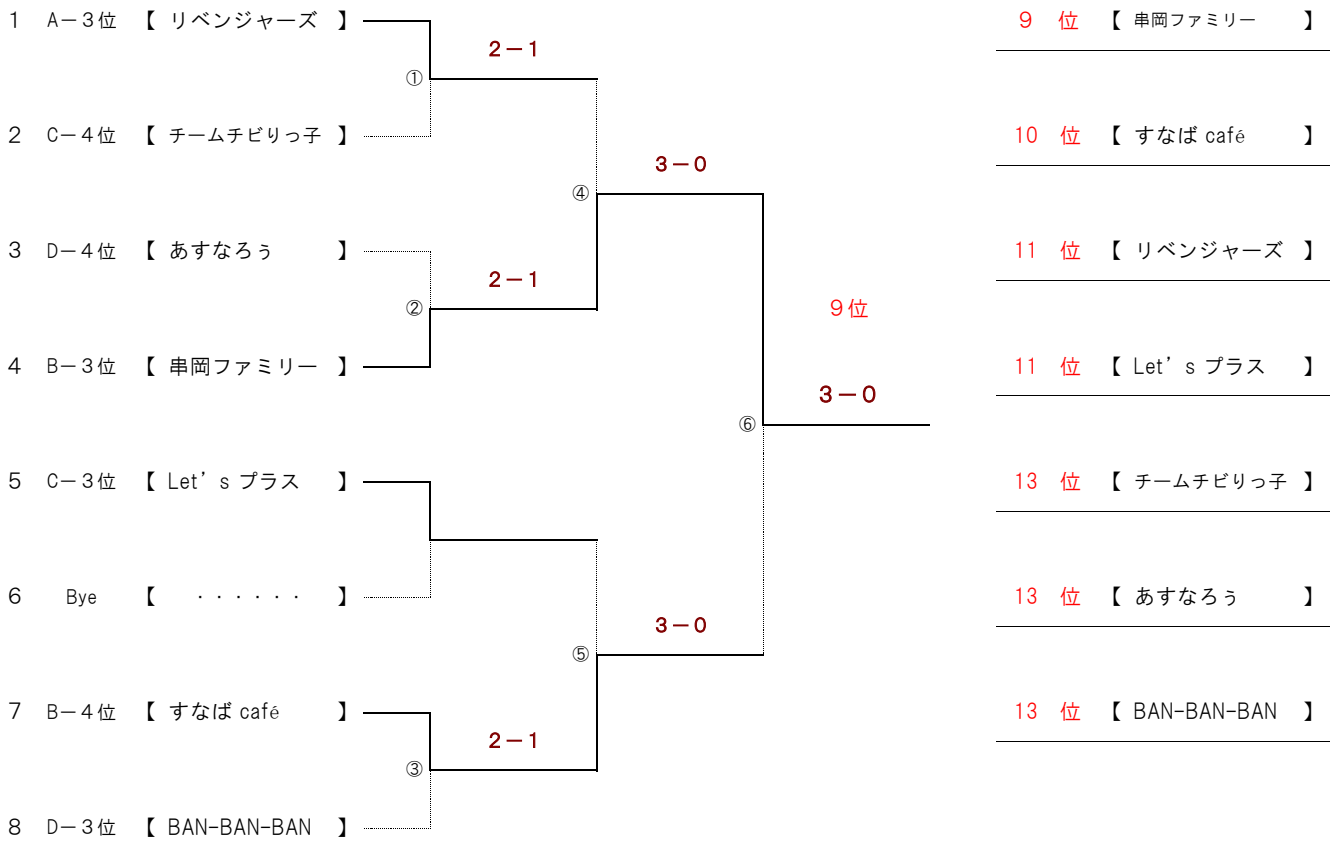 1 A－3位 【 リベンジャーズ 】
9 位 【 串岡ファミリー 】
2－1
①
2 C－4位 【 チームチビりっ子 】
10 位 【 すなば café 】
3－0
④
3 D－4位 【 あすなろぅ 】
11 位 【 リベンジャーズ 】
2－1
②
9位
4 B－3位 【 串岡ファミリー 】
11 位 【 Let’s プラス 】
3－0
⑥
5 C－3位 【 Let’s プラス 】
13 位 【 チームチビりっ子 】
6 Bye 【 ・・・・・・ 】
13 位 【 あすなろぅ 】
3－0
⑤
7 B－4位 【 すなば café 】
13 位 【 BAN-BAN-BAN 】
2－1
③
8 D－3位 【 BAN-BAN-BAN 】